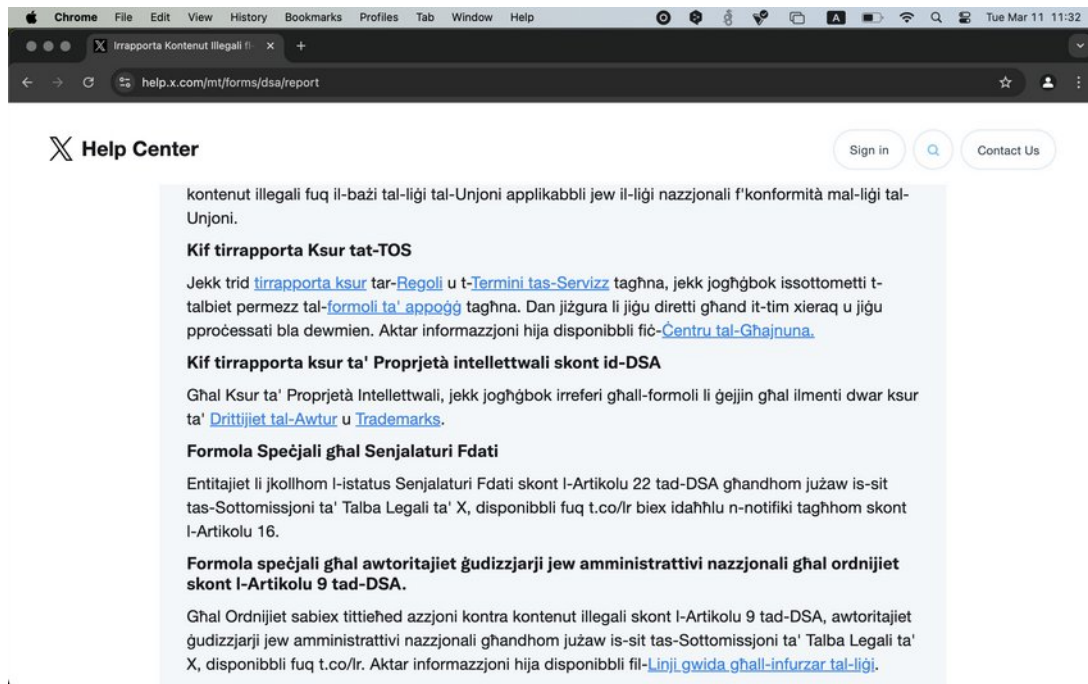 Chrome File Edit View History Bookmarks Profiles Tab Window Help Tue Mar 11 11:32
Irrapporta Kontenut Illegali fi
help.x.com/mt/forms/dsa/report
Help Center Sign in Contact Us
kontenut illegali fuq il-bażi tal-liġi tal-Unjoni applikabbli jew il-liġi nazzjonali f'konformità mal-liġi tal-
Unjoni.
Kif tirrapporta Ksur tat-TOS
Jekk trid tirrapporta ksur tar-Regoli u t-Termini tas-Servizz tagħna, jekk jogħġbok issottometti t-
talbiet permezz tal-formoli ta' appoġġ tagħna. Dan jiżgura li jiġu diretti għand it-tim xieraq u jiġu
pproċessati bla dewmien. Aktar informazzjoni hija disponibbli fiċ-Ċentru tal-Għajnuna.
Kif tirrapporta ksur ta' Proprjetà intellettwali skont id-DSA
Għal Ksur ta' Proprjetà Intellettwali, jekk jogħġbok irreferi għall-formoli li ġejjin għal ilmenti dwar ksur
ta' Drittijiet tal-Awtur u Trademarks.
Formola Speċjali għal Senjalaturi Fdati
Entitajiet li jkollhom l-istatus Senjalaturi Fdati skont l-Artikolu 22 tad-DSA għandhom jużaw is-sit
tas-Sottomissjoni ta' Talba Legali ta' X, disponibbli fuq t.co/lr biex idaħħlu n-notifiki tagħhom skont
l-Artikolu 16.
Formola speċjali għal awtoritajiet ġudizzjarji jew amministrattivi nazzjonali għal ordnijiet
skont l-Artikolu 9 tad-DSA.
Għal Ordnijiet sabiex tittieħed azzjoni kontra kontenut illegali skont l-Artikolu 9 tad-DSA, awtoritajiet
ġudizzjarji jew amministrattivi nazzjonali għandhom jużaw is-sit tas-Sottomissjoni ta' Talba Legali ta'
X, disponibbli fuq t.co/lr. Aktar informazzjoni hija disponibbli fil-Linji gwida għall-infurzar tal-liġi.